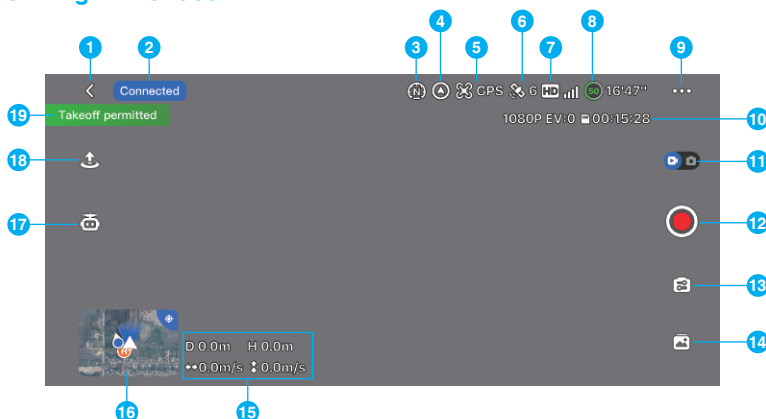 4 6 8
1 2 3 5 7 9
Connected N GPS 6 HD 50 16'47"
19 Takeoff permitted
1080P EV:0 00:15:28 10
18 11
17 12
13
D 0.0m H 0.0m
14
H 0.0m/s 0.0m/s
16 15